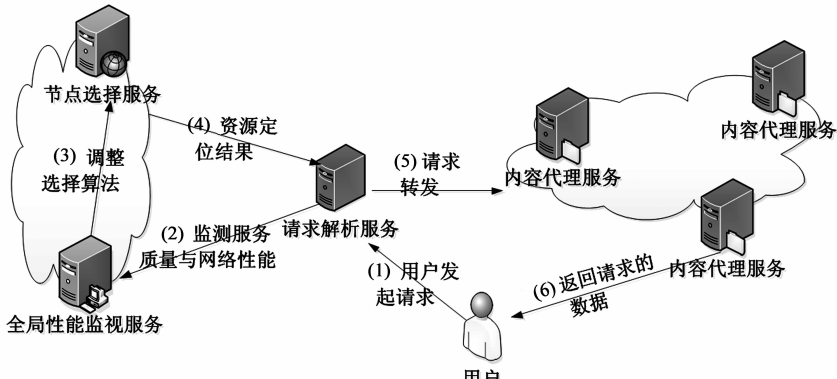 节点选择服务
(4) 资源定
位结果
内容代理服务
(3) 调整
选择算法
(5) 请求
转发
内容代理服务
请求解析服务
(2) 监测服务
质量与网络性能
(1) 用户发
起请求
内容代理服务
(6) 返回请求的
数据
全局性能监视服务
用户